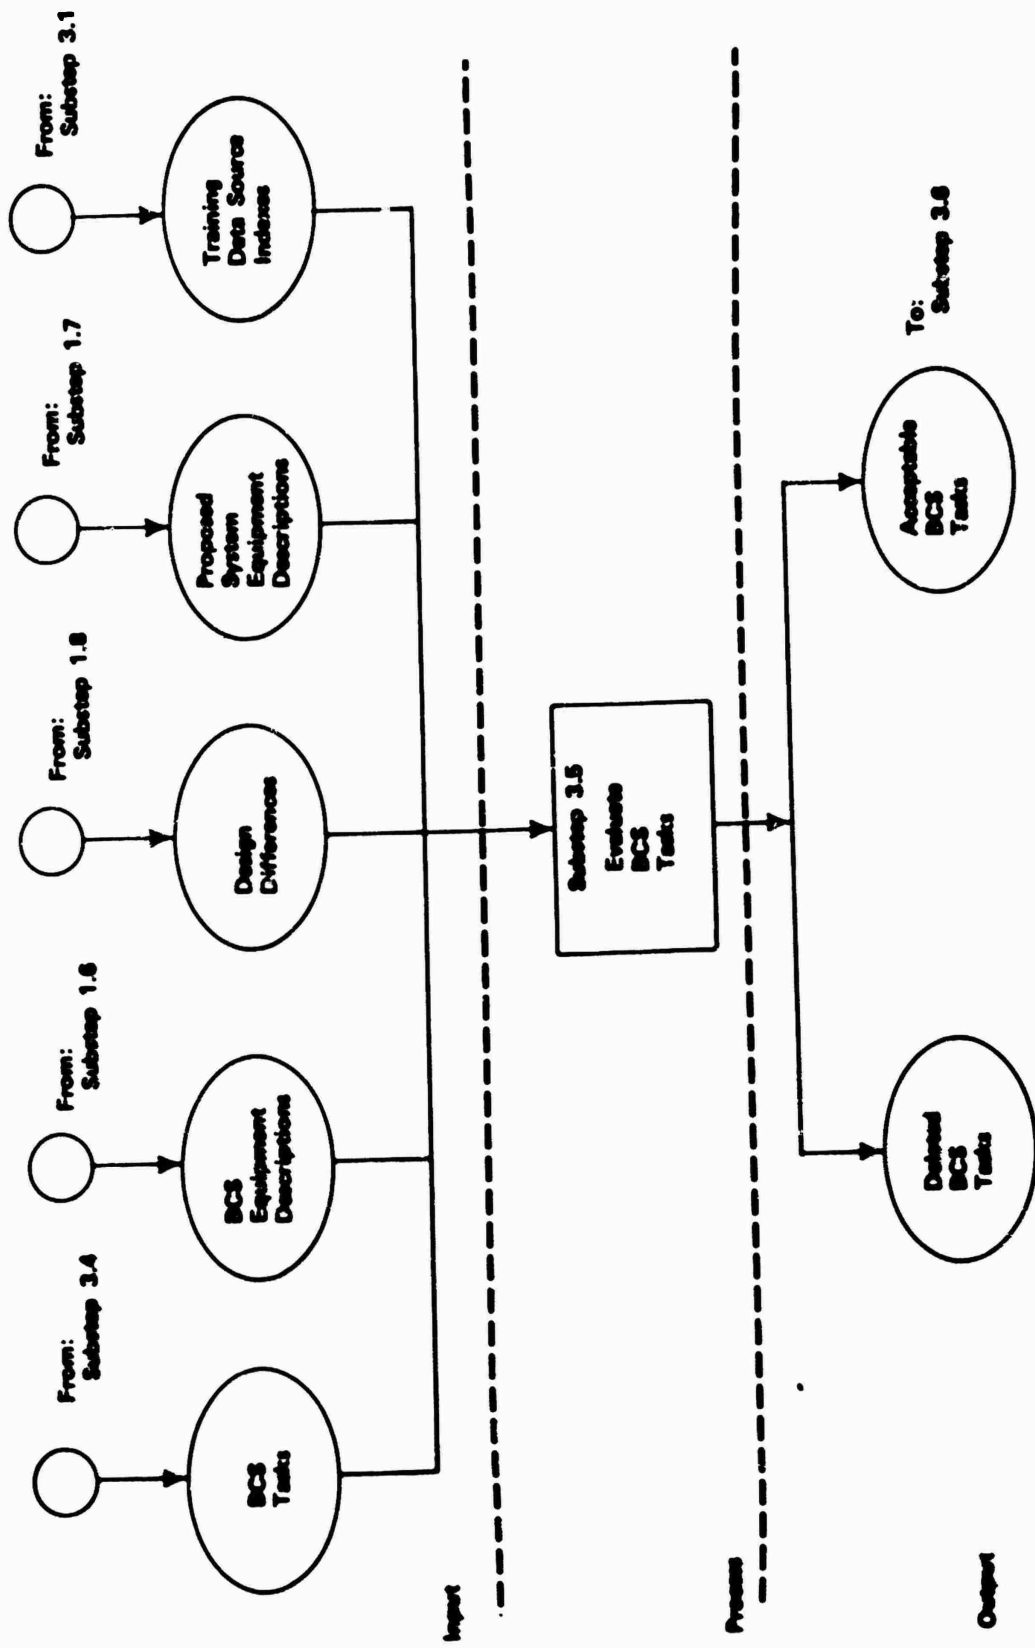 From:
Substep 3.4
From:
Substep 1.6
From:
Substep 1.8
From:
Substep 1.7
From:
Substep 3.1
BCS
Tasks
BCS
Equipment
Descriptions
Design
Differences
Proposed
System
Equipment
Descriptions
Training
Data Source
Indexes
Input
Substep 3.5
Evaluate
BCS
Tasks
Process
Deleted
BCS
Tasks
Acceptable
BCS
Tasks
To:
Substep 3.6
Output